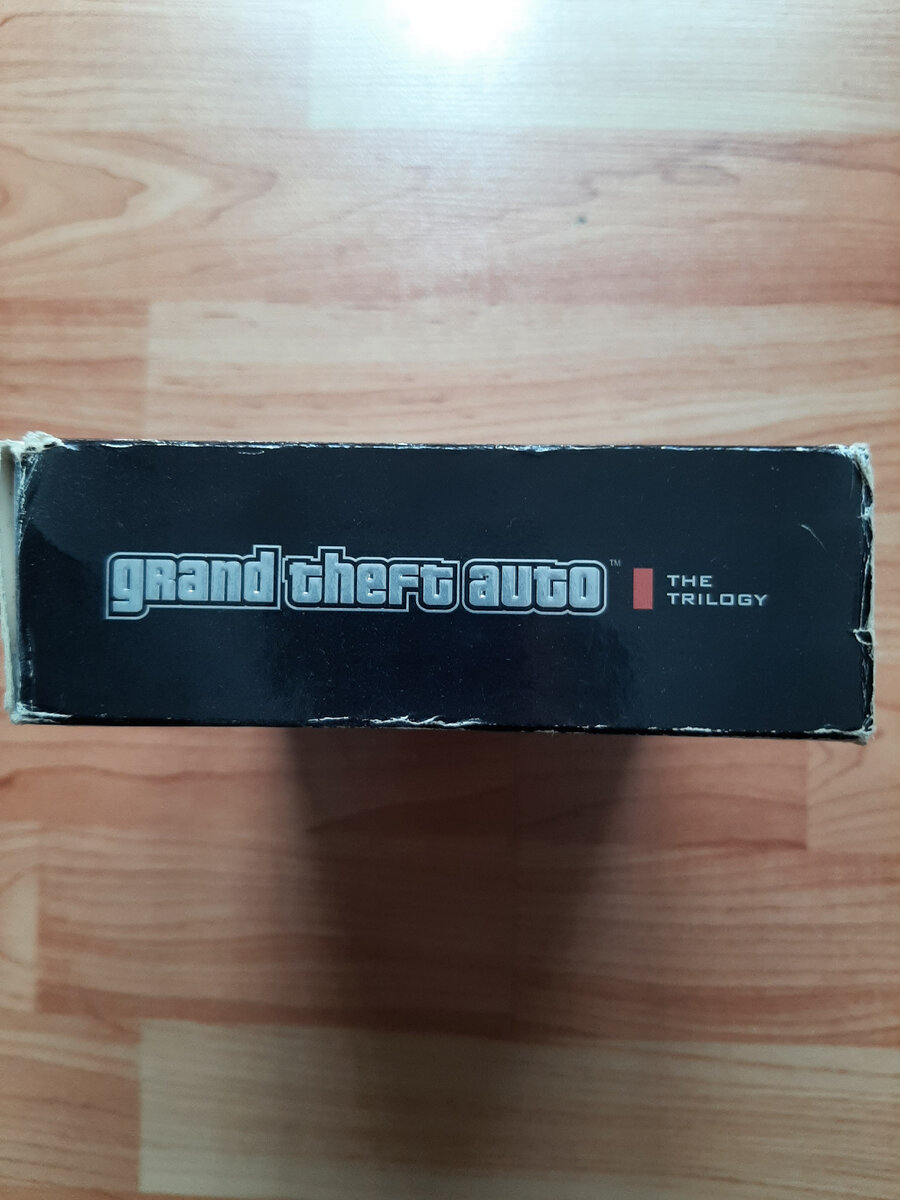 grand theft auto™
THE
TRILOGY